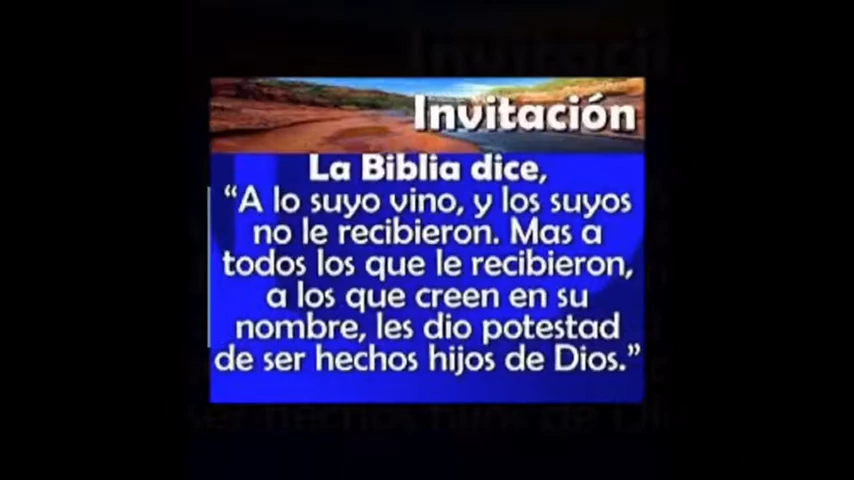 Invitación
La Biblia dice,
“A lo suyo vino, y los suyos
no le recibieron. Mas a
todos los que le recibieron,
a los que creen en su
nombre, les dio potestad
de ser hechos hijos de Dios.”